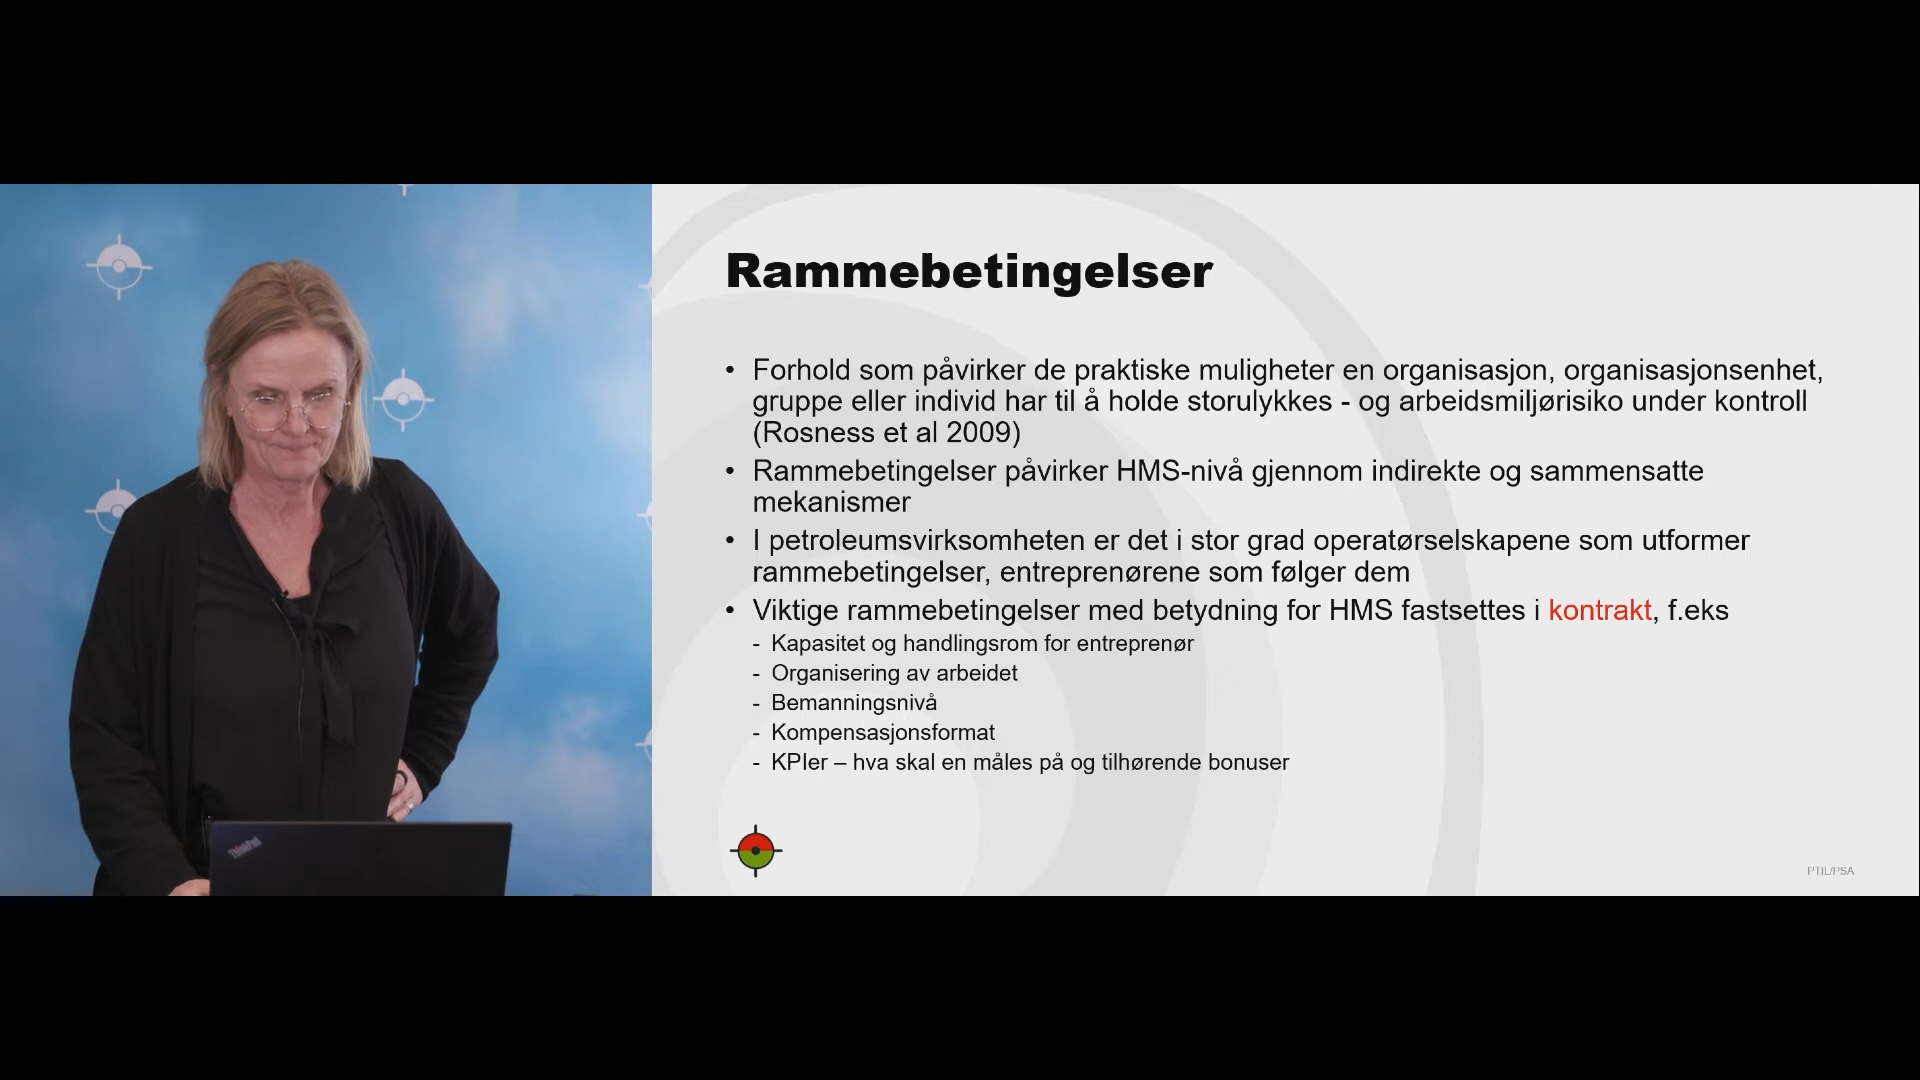 Rammebetingelser
• Forhold som påvirker de praktiske muligheter en organisasjon, organisasjonsenhet,
gruppe eller individ har til å holde storulykkes - og arbeidsmiljørisiko under kontroll
(Rosness et al 2009)
• Rammebetingelser påvirker HMS-nivå gjennom indirekte og sammensatte
mekanismer
• I petroleumsvirksomheten er det i stor grad operatørselskapene som utformer
rammebetingelser, entreprenørene som følger dem
• Viktige rammebetingelser med betydning for HMS fastsettes i kontrakt, f.eks
- Kapasitet og handlingsrom for entreprenør
- Organisering av arbeidet
- Bemanningsnivå
- Kompensasjonsformat
- KPIer – hva skal en måles på og tilhørende bonuser
ThinkPad
PTIL/PSA